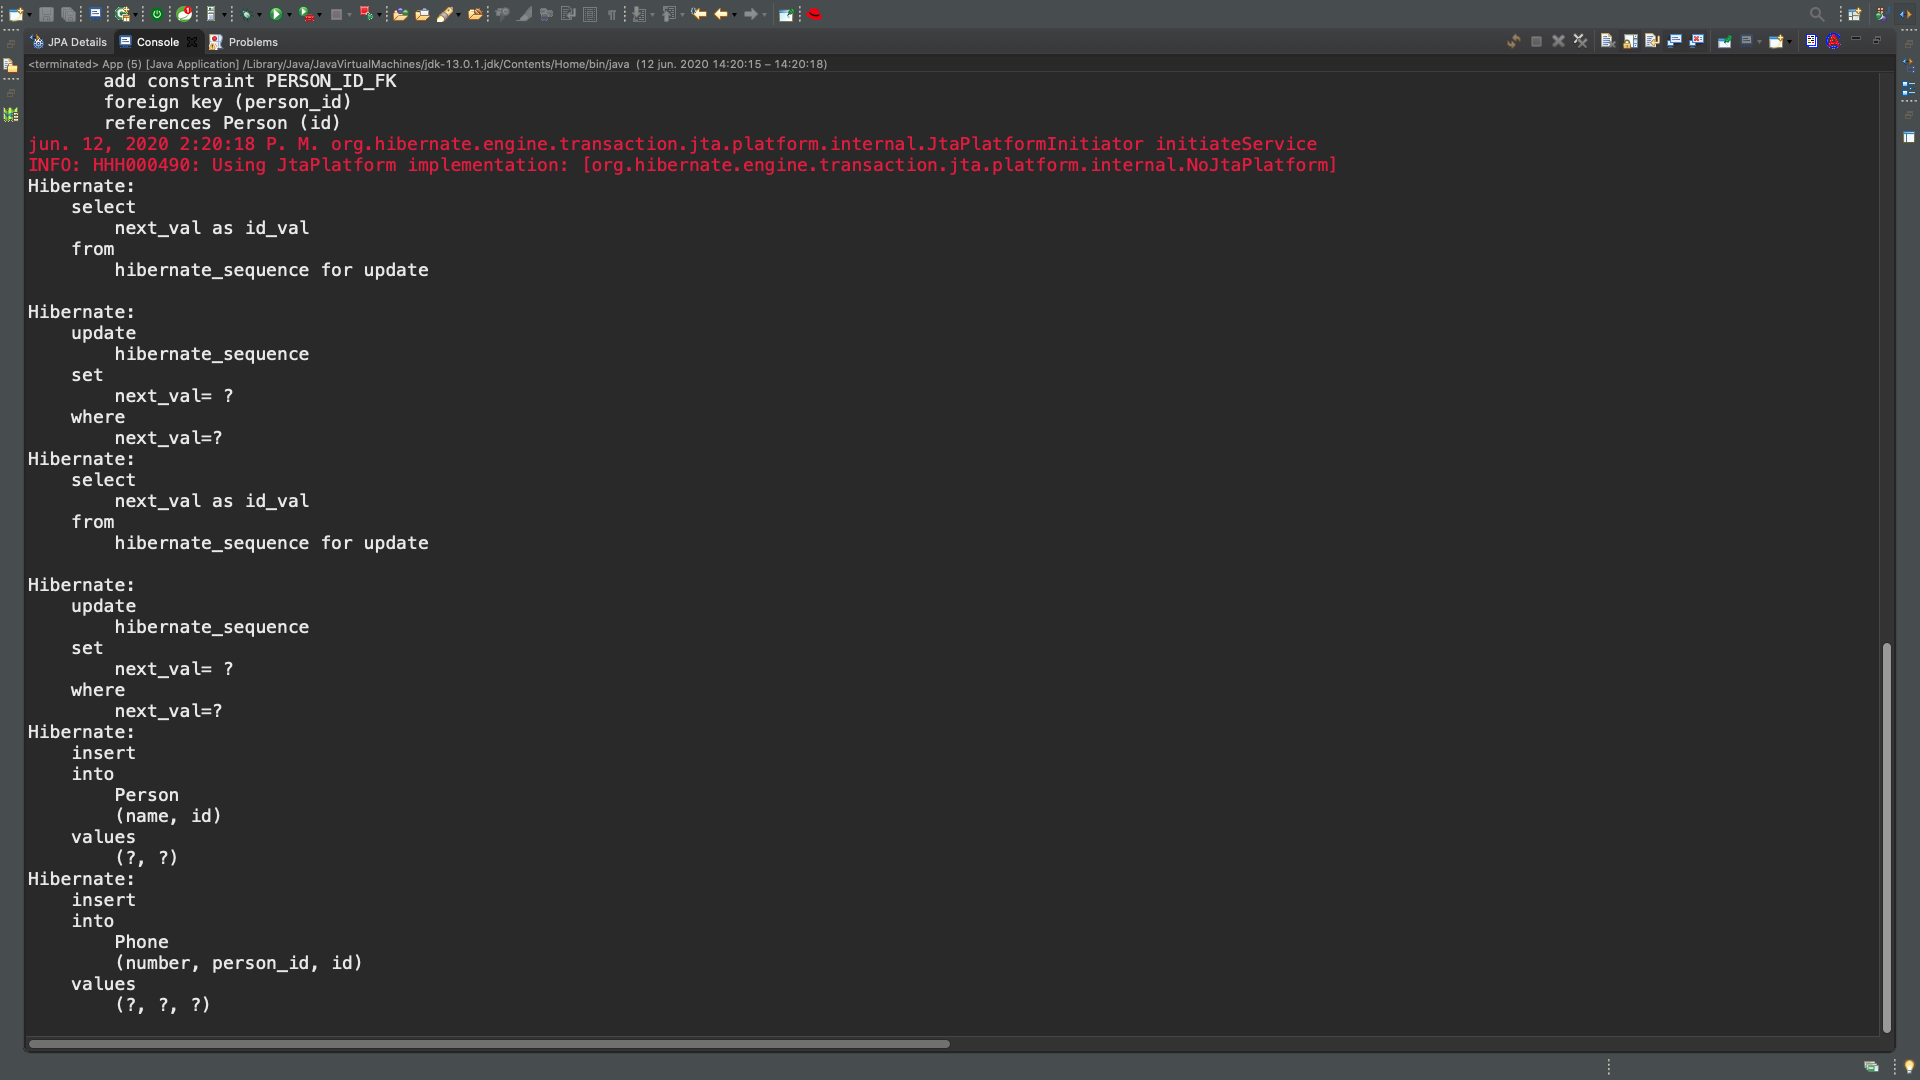 JPA Details
Console
Problems
<terminated> App (5) [Java Application] /Library/Java/JavaVirtualMachines/jdk-13.0.1.jdk/Contents/Home/bin/java  (12 jun. 2020 14:20:15 – 14:20:18)
add constraint PERSON_ID_FK
foreign key (person_id)
references Person (id)
jun. 12, 2020 2:20:18 P. M. org.hibernate.engine.transaction.jta.platform.internal.JtaPlatformInitiator initiateService
INFO: HHH000490: Using JtaPlatform implementation: [org.hibernate.engine.transaction.jta.platform.internal.NoJtaPlatform]
Hibernate:
select
next_val as id_val
from
hibernate_sequence for update
Hibernate:
update
hibernate_sequence
set
next_val= ?
where
next_val=?
Hibernate:
select
next_val as id_val
from
hibernate_sequence for update
Hibernate:
update
hibernate_sequence
set
next_val= ?
where
next_val=?
Hibernate:
insert
into
Person
(name, id)
values
(?, ?)
Hibernate:
insert
into
Phone
(number, person_id, id)
values
(?, ?, ?)